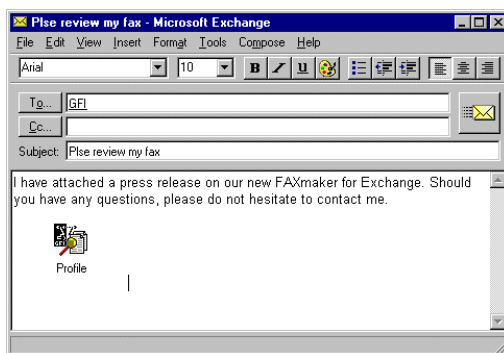 Plse review my fax - Microsoft Exchange
File Edit View Insert Format Tools Compose Help
Arial 10 B I U
To... GFI
Cc...
Subject: Plse review my fax
I have attached a press release on our new FAXmaker for Exchange. Should
you have any questions, please do not hesitate to contact me.
Profile